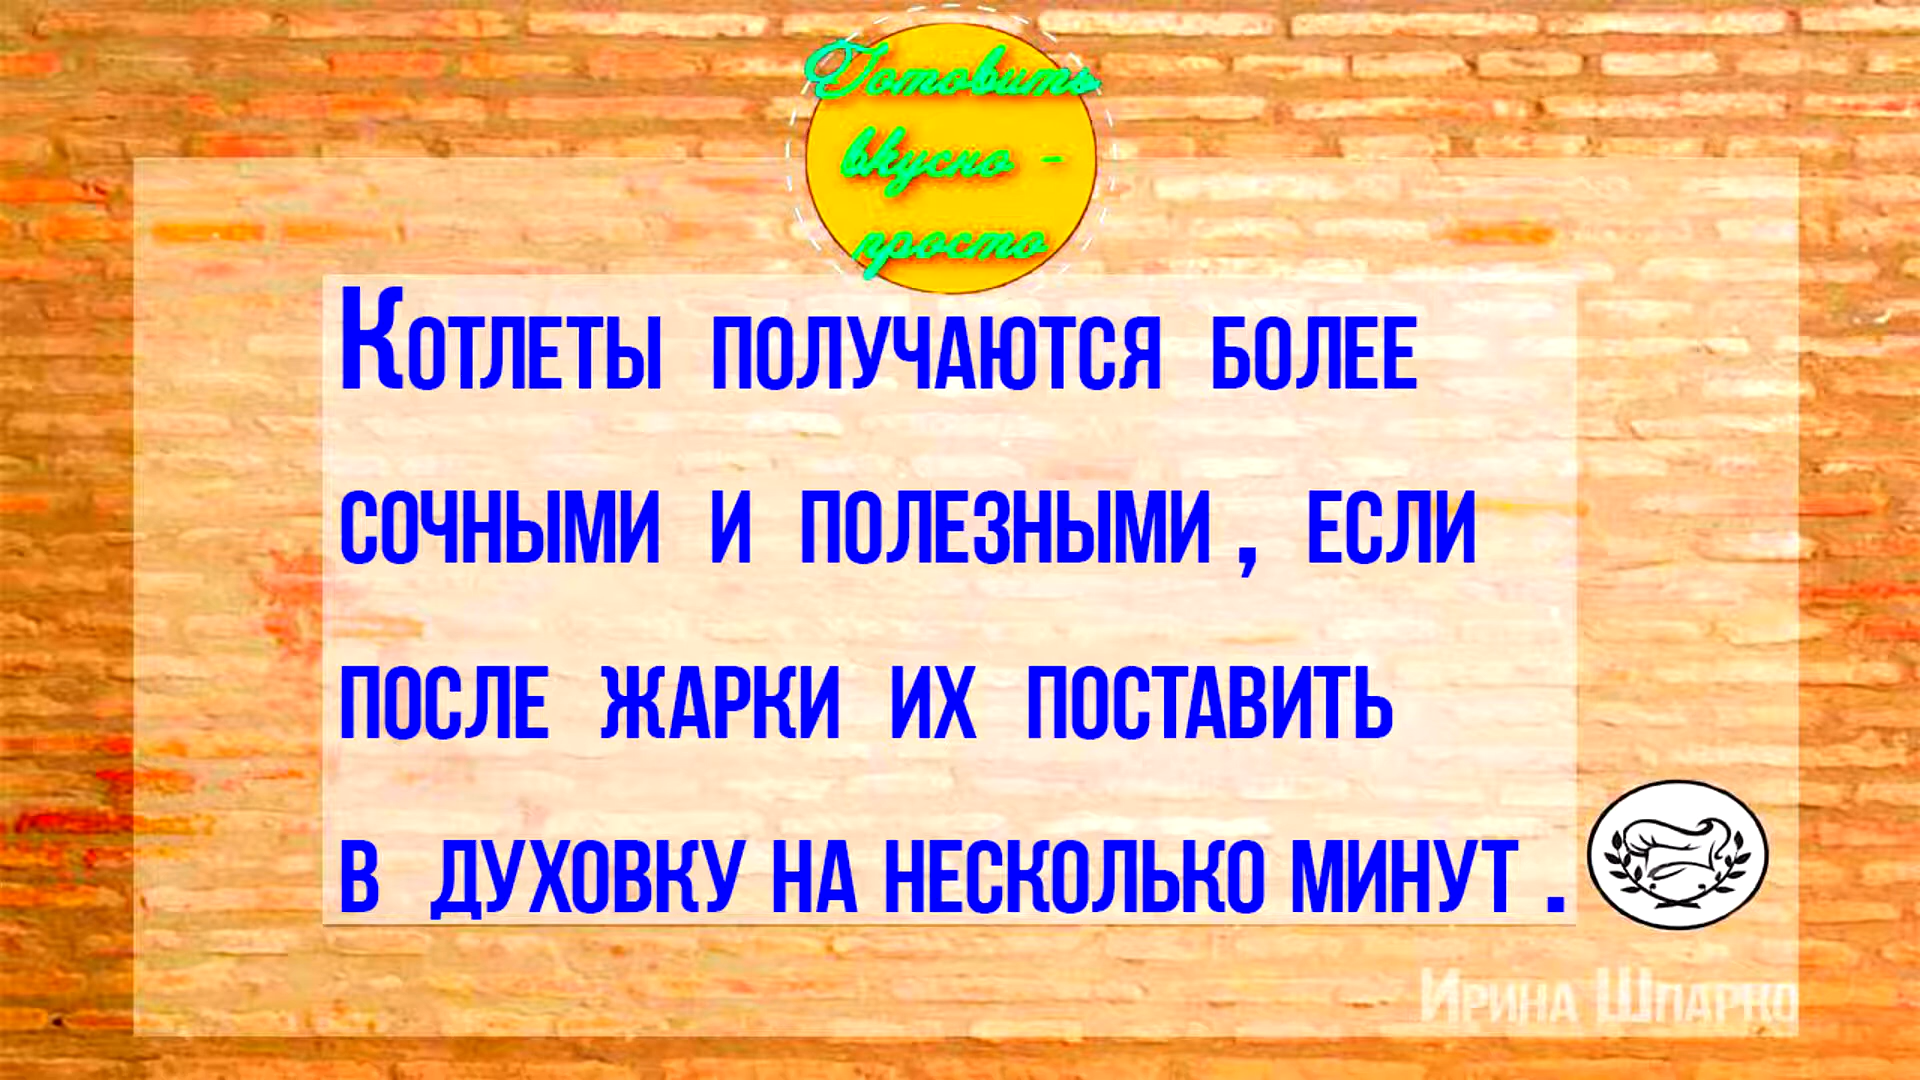 Готовить
вкусно -
просто
Котлеты получаются более
сочными и полезными , если
после жарки их поставить
в духовку на несколько минут .
Ирина Шпарко